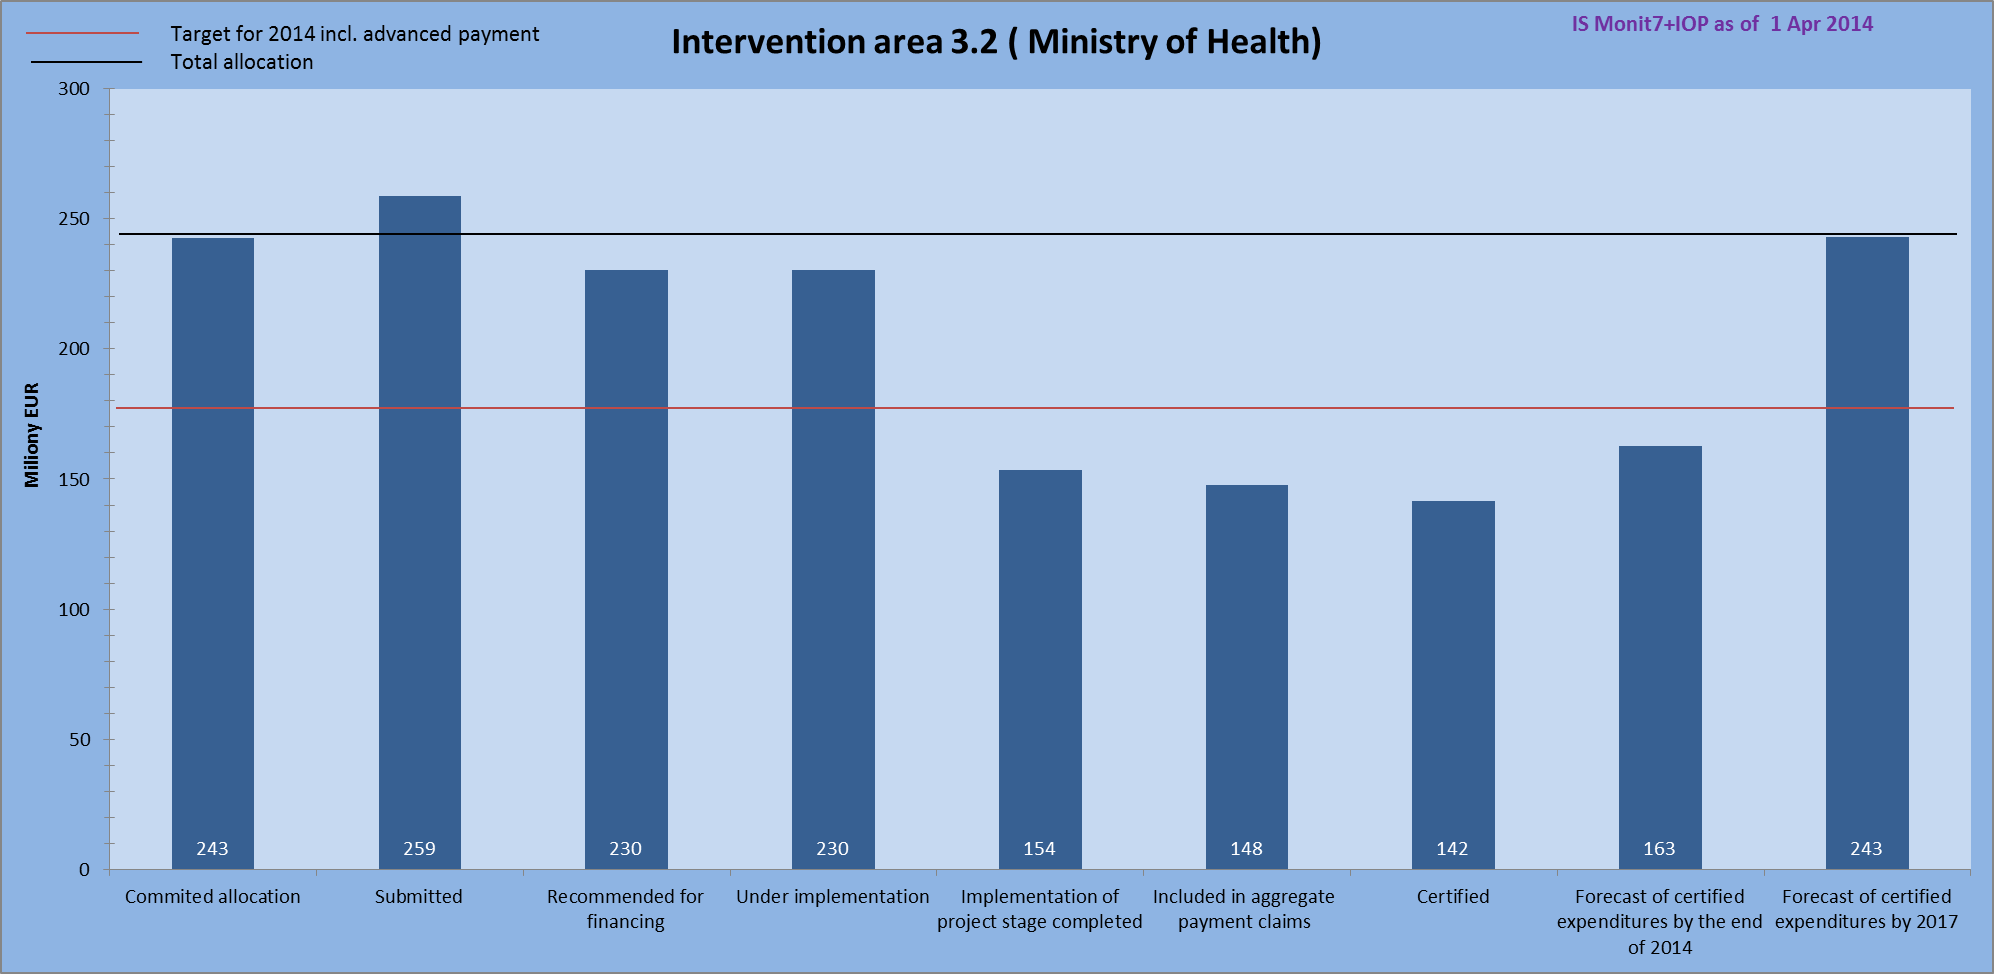 Target for 2014 incl. advanced payment
Total allocation
Intervention area 3.2 ( Ministry of Health)
IS Monit7+IOP as of 1 Apr 2014
Miliony EUR
300
250
200
150
100
50
0
243
259
230
230
154
148
142
163
243
Commited allocation
Submitted
Recommended for
financing
Under implementation
Implementation of
project stage completed
Included in aggregate
payment claims
Certified
Forecast of certified
expenditures by the end
of 2014
Forecast of certified
expenditures by 2017